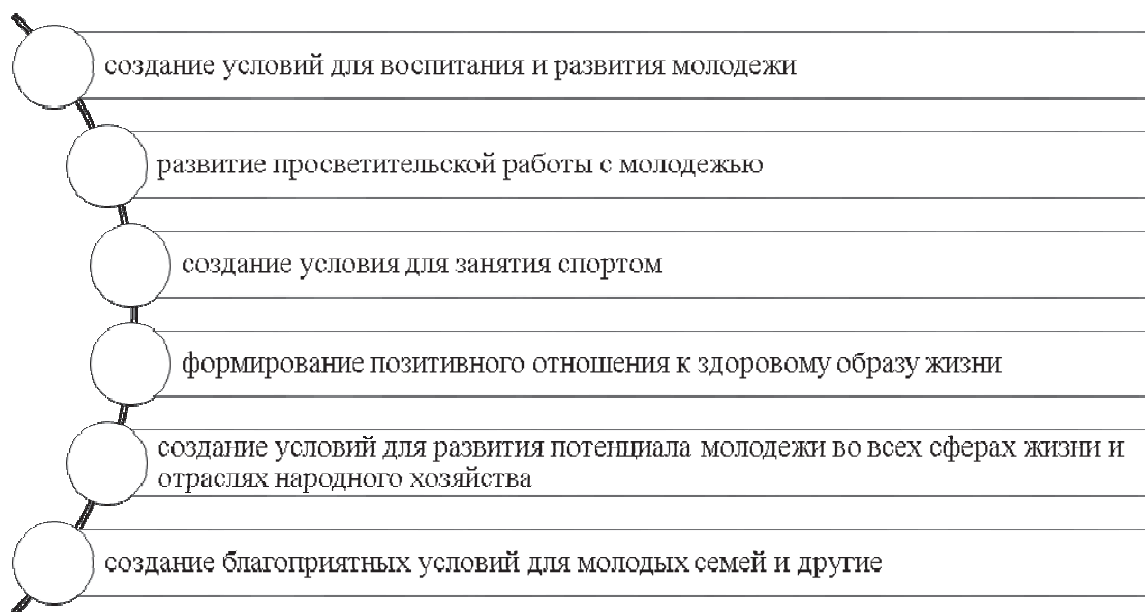 создание условий для воспитания и развития молодежи
развитие просветительской работы с молодежью
создание условия для занятия спортом
формирование позитивного отношения к здоровому образу жизни
создание условий для развития потенциала молодежи во всех сферах жизни и
отраслях народного хозяйства
создание благоприятных условий для молодых семей и другие